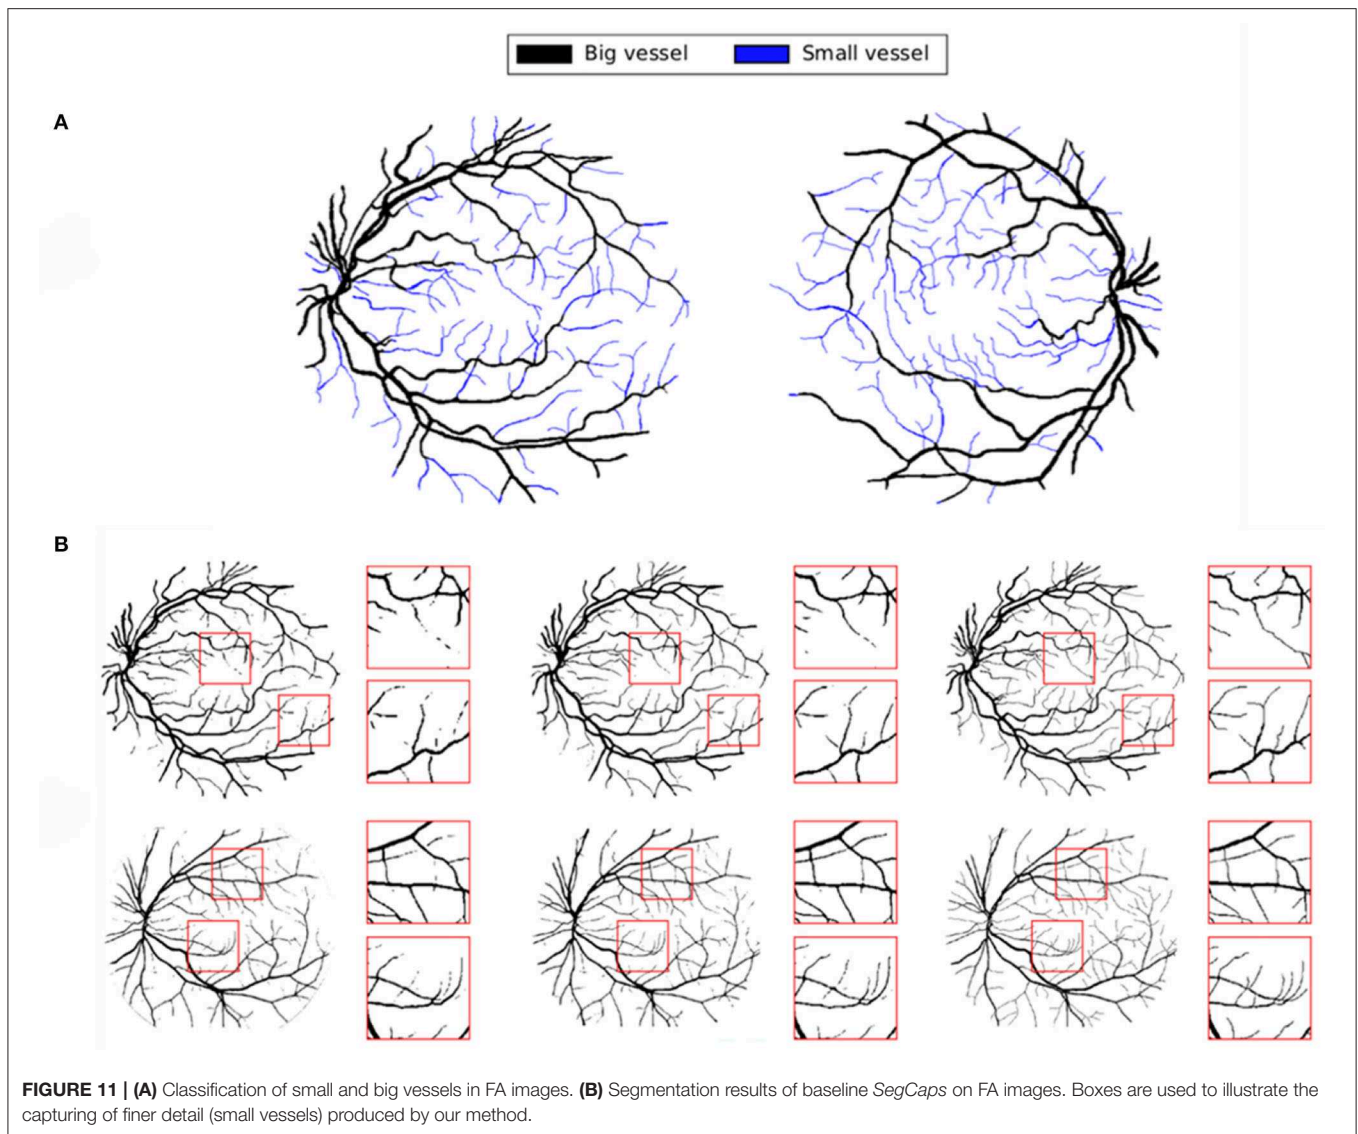 Big vessel Small vessel
A
B
FIGURE 11 | (A) Classification of small and big vessels in FA images. (B) Segmentation results of baseline SegCaps on FA images. Boxes are used to illustrate the
capturing of finer detail (small vessels) produced by our method.